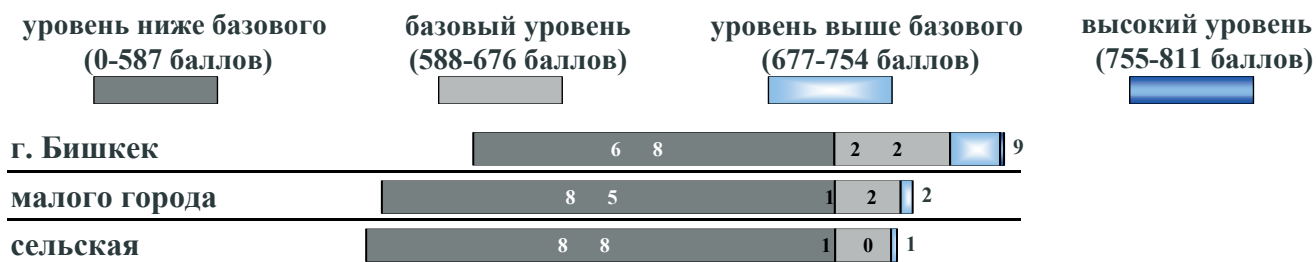 уровень ниже базового базовый уровень уровень выше базового высокий уровень
(0-587 баллов) (588-676 баллов) (677-754 баллов) (755-811 баллов)
г. Бишкек 6 8 2 2 9
малого города 8 5 1 2 2
сельская 8 8 1 0 1